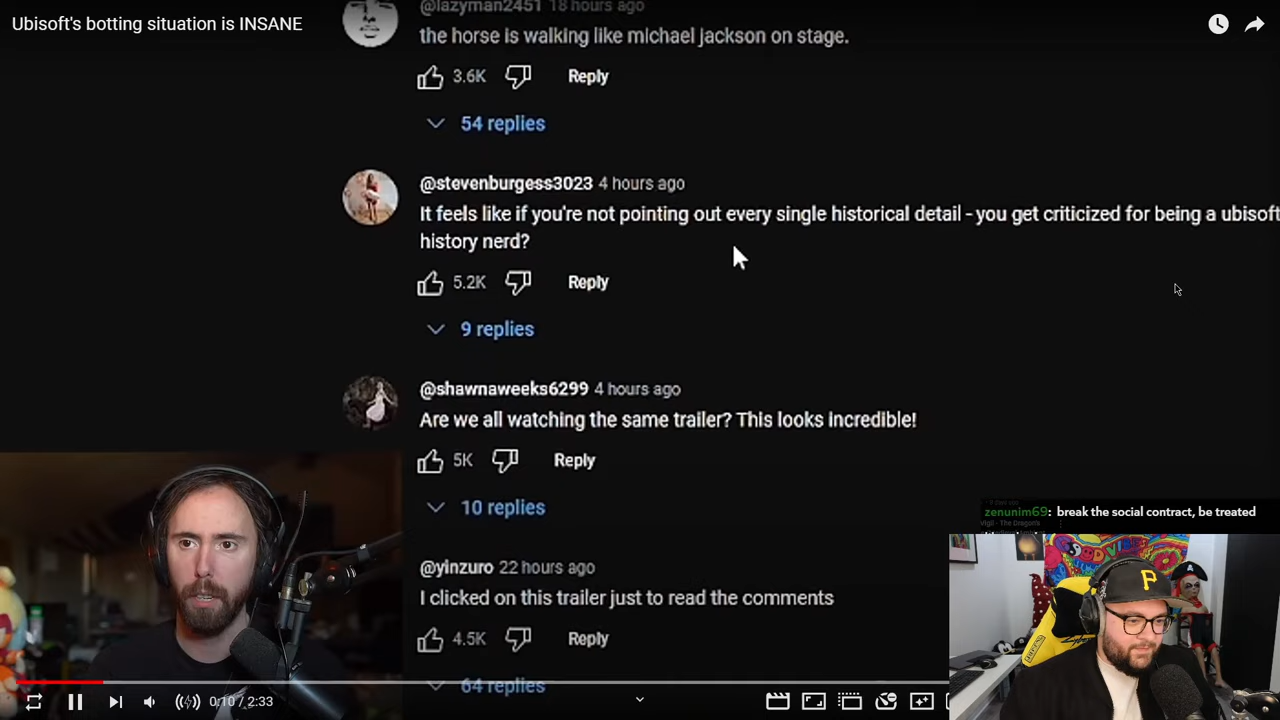 Ubisoft's botting situation is INSANE
@lazyman2451 18 hours ago
the horse is walking like michael jackson on stage.
3.6K Reply
54 replies
@stevenburgess3023 4 hours ago
It feels like if you're not pointing out every single historical detail - you get criticized for being a ubisoft
history nerd?
5.2K Reply
9 replies
@shawnaweeks6299 4 hours ago
Are we all watching the same trailer? This looks incredible!
5K Reply
10 replies
zenunim69: break the social contract, be treated
@yinzuro 22 hours ago
I clicked on this trailer just to read the comments
4.5K Reply
64 replies
P
A
0:10 / 2:33